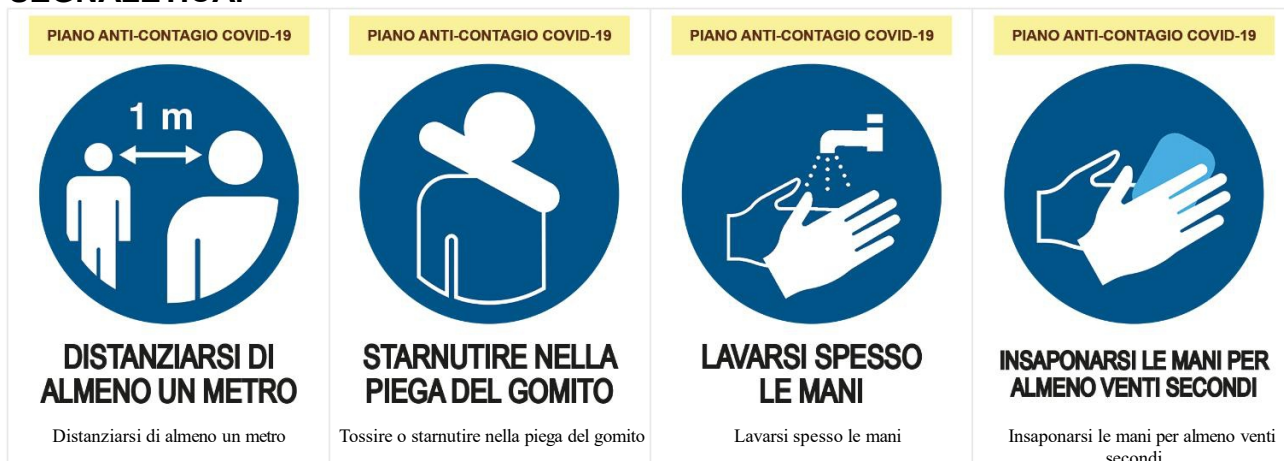 SEGNALETICA:
PIANO ANTI-CONTAGIO COVID-19
1 m
DISTANZIARSI DI
ALMENO UN METRO
Distanziarsi di almeno un metro
PIANO ANTI-CONTAGIO COVID-19
STARNUTIRE NELLA
PIEGA DEL GOMITO
Tossire o starnutire nella piega del gomito
PIANO ANTI-CONTAGIO COVID-19
LAVARSI SPESSO
LE MANI
Lavarsi spesso le mani
PIANO ANTI-CONTAGIO COVID-19
INSAPONARSI LE MANI PER
ALMENO VENTI SECONDI
Insaponarsi le mani per almeno venti
secondi